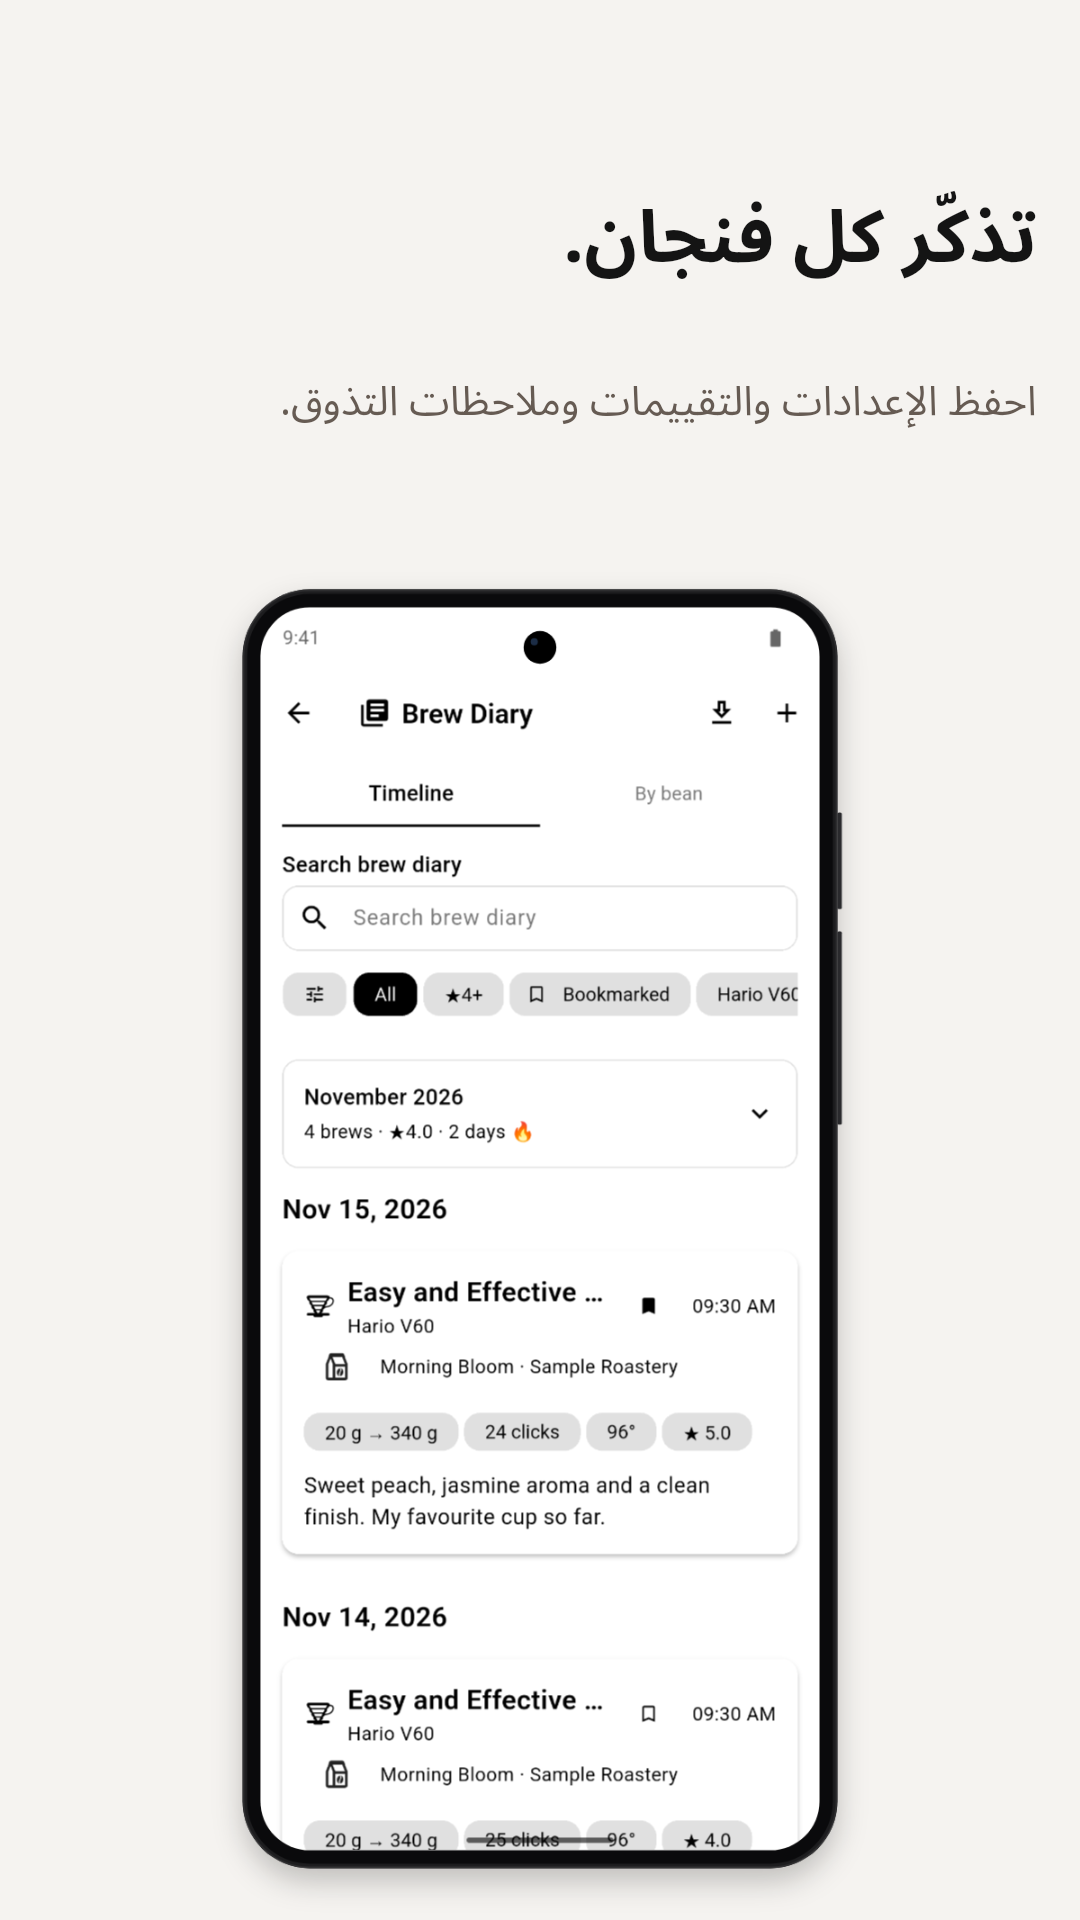 تذكّر كل فنجان.
احفظ الإعدادات والتقييمات وملاحظات التذوق.
9:41
Brew Diary
Timeline
By bean
Search brew diary
Search brew diary
All
★4+
Bookmarked
Hario V60
November 2026
4 brews · ★4.0 · 2 days 🔥
Nov 15, 2026
Easy and Effective ...
09:30 AM
Hario V60
Morning Bloom · Sample Roastery
20 g → 340 g
24 clicks
96°
★ 5.0
Sweet peach, jasmine aroma and a clean
finish. My favourite cup so far.
Nov 14, 2026
Easy and Effective ...
09:30 AM
Hario V60
Morning Bloom · Sample Roastery
20 g → 340 g
25 clicks
96°
★ 4.0